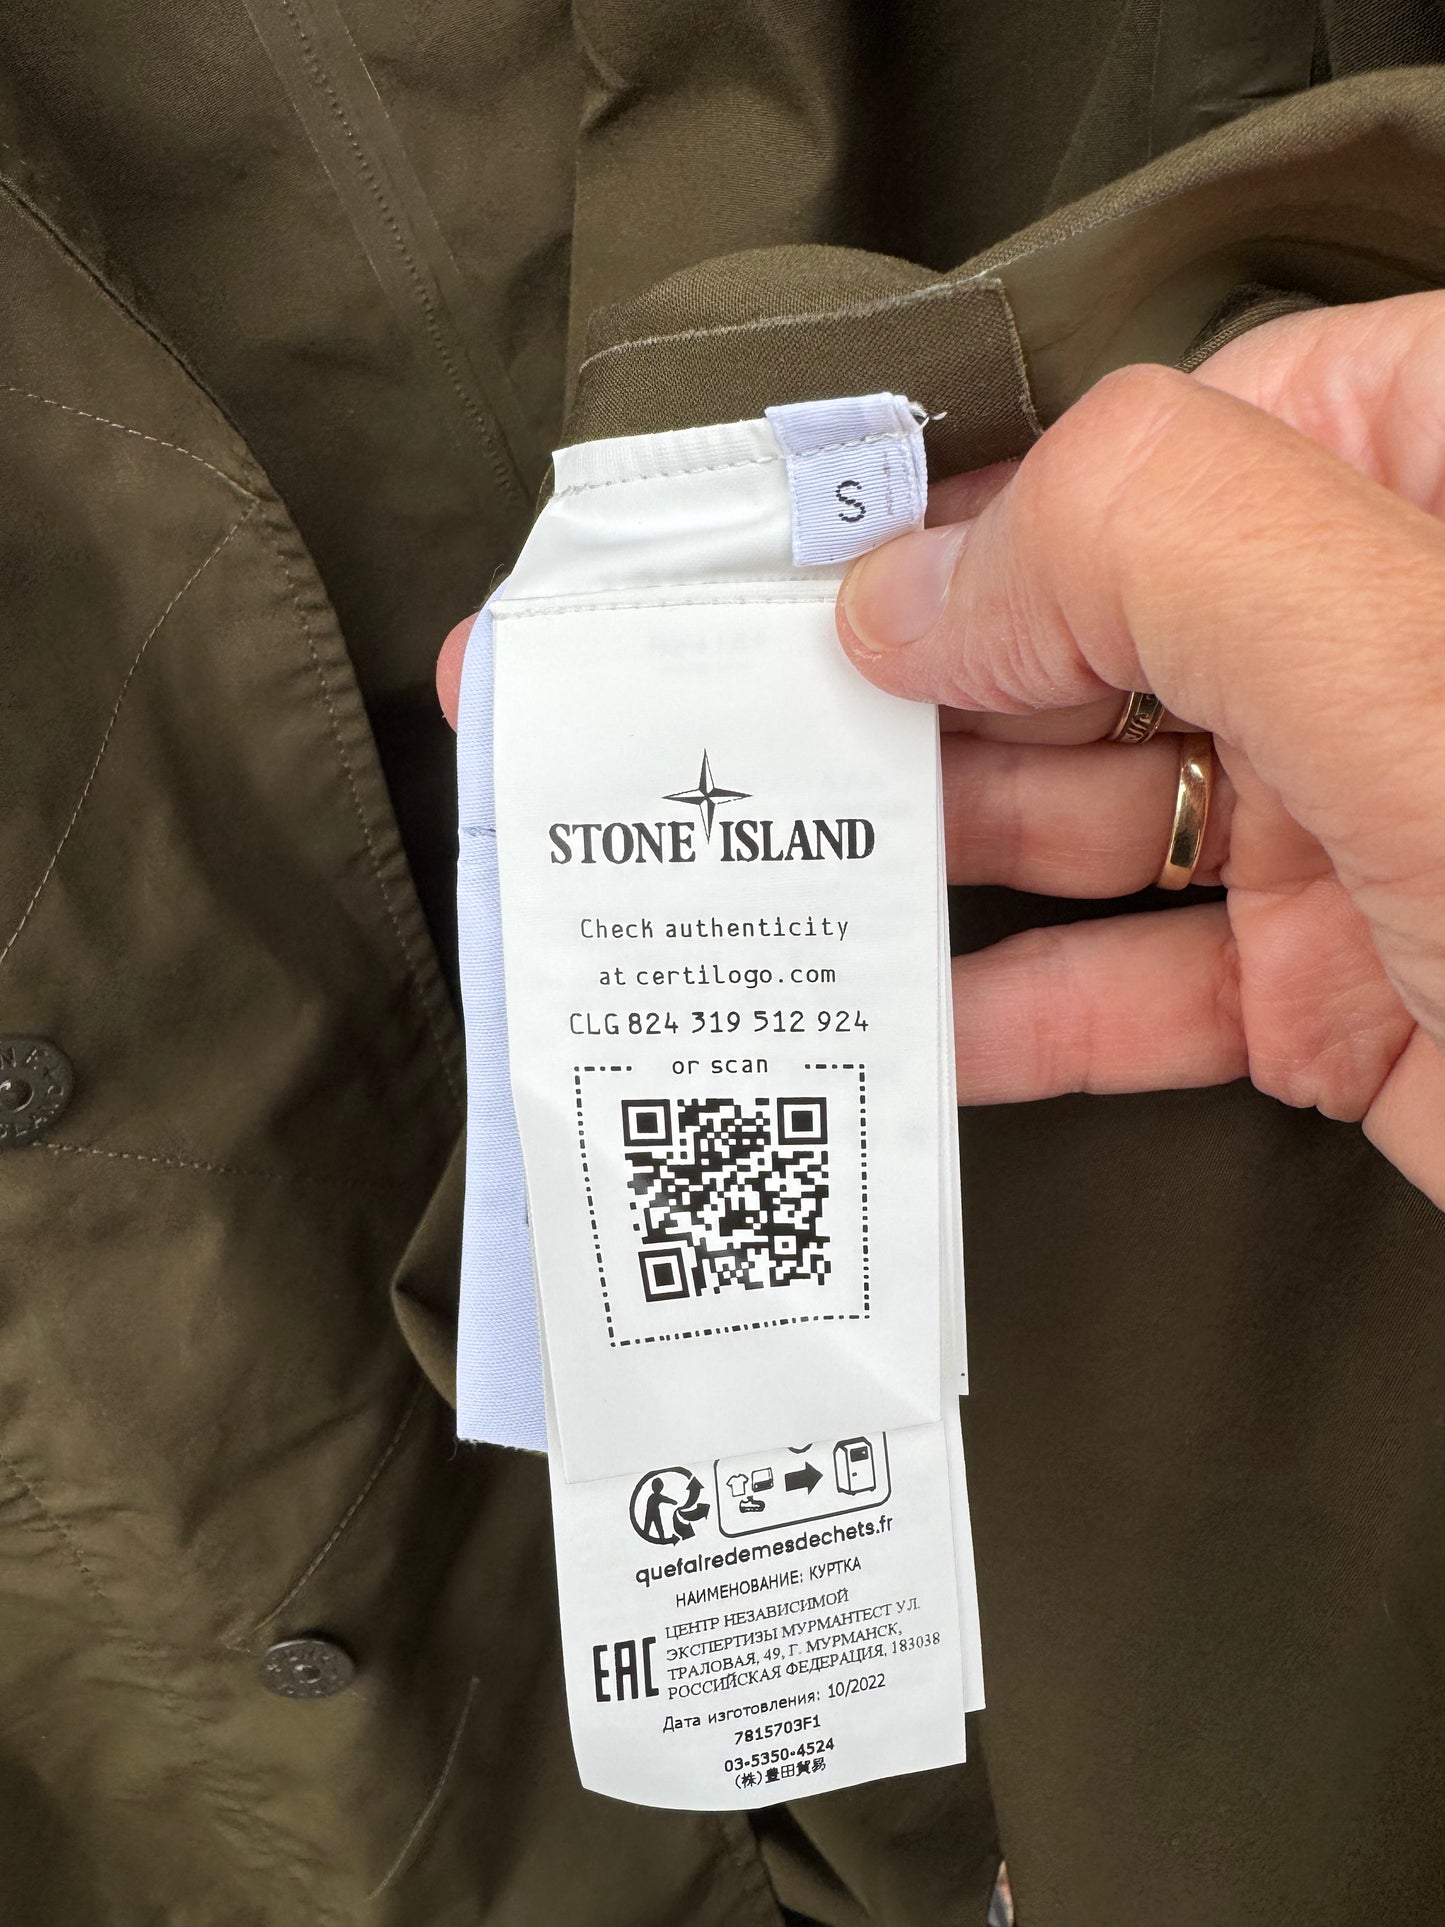 S
STONE ISLAND
Check authenticity
at certilogo.com
CLG 824 319 512 924
or scan
quefairedemesdechets.fr
НАИМЕНОВАНИЕ: КУРТКА
EAC
ЦЕНТР НЕЗАВИСИМОЙ
ЭКСПЕРТИЗЫ МУРМАНТЕСТ УЛ.
ТРАЛОВАЯ, 49, Г. МУРМАНСК,
РОССИЙСКАЯ ФЕДЕРАЦИЯ, 183038
Дата изготовления: 10/2022
7815703F1
03-5350-4524
(株)豊田貿易